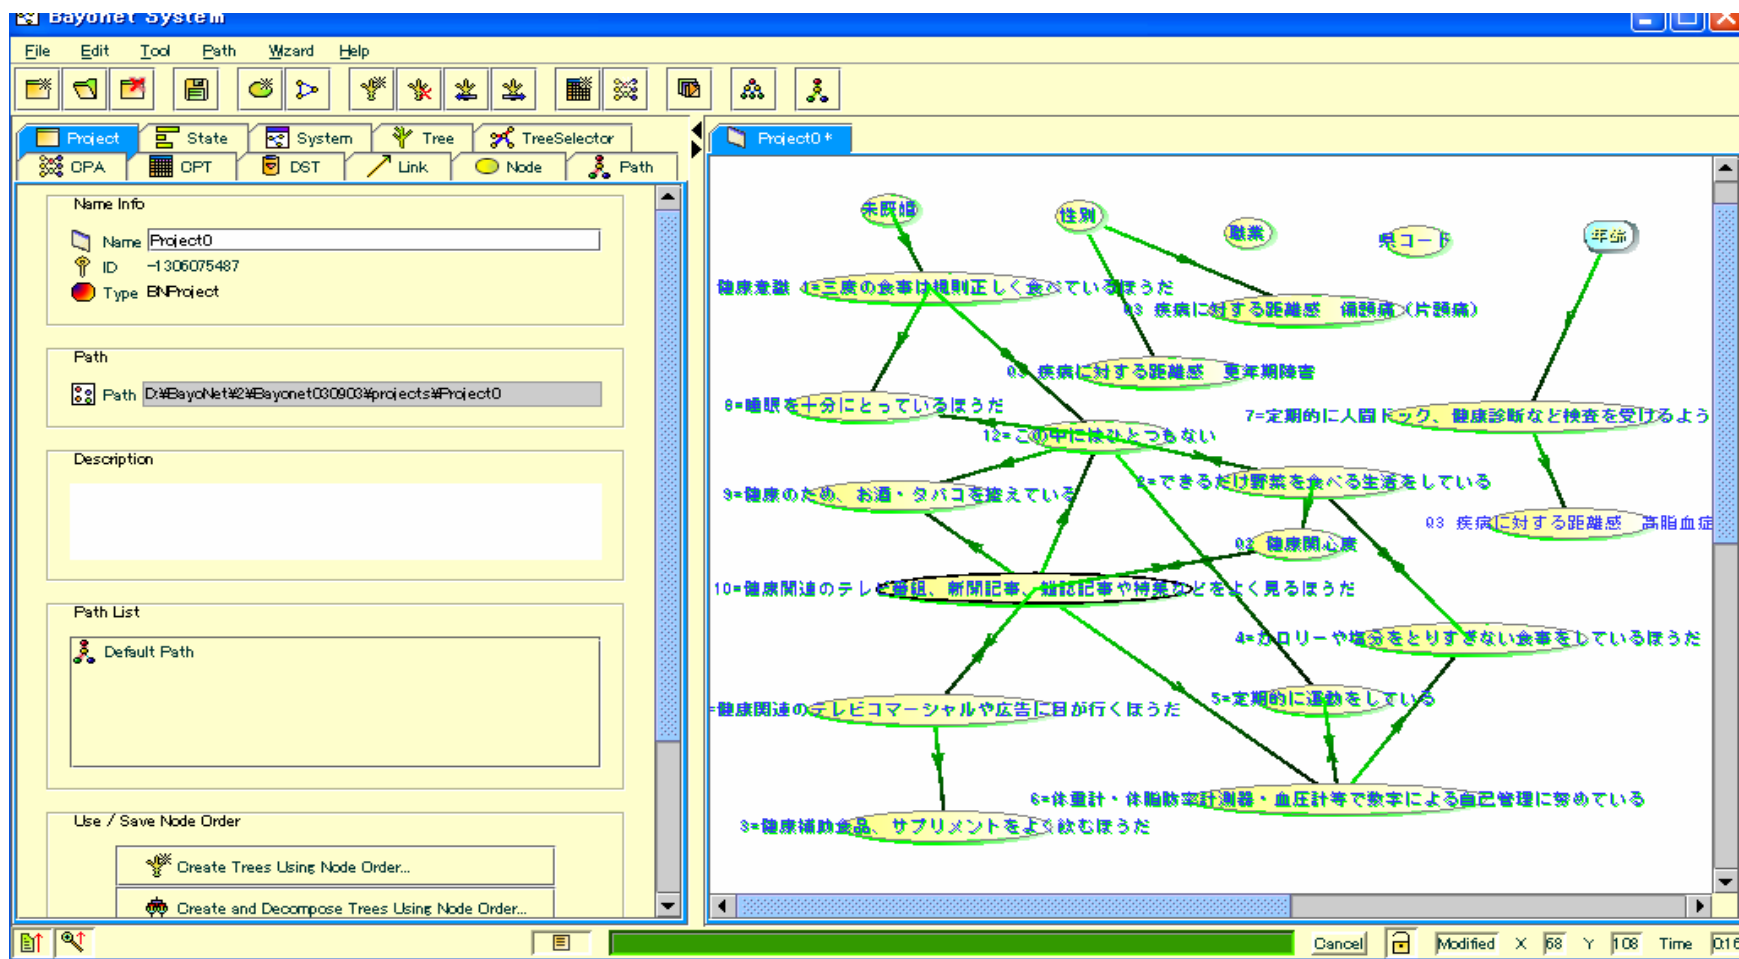 Bayonet System
File Edit Tool Path Wizard Help
Project State System Tree TreeSelector
CPA CPT DST Link Node Path
Name Info
Name Project0
ID -1306075487
Type BNProject
Path
Path D:¥BayoNet¥2¥Bayonet030903¥projects¥Project0
Description
Path List
Default Path
Use / Save Node Order
Create Trees Using Node Order...
Create and Decompose Trees Using Node Order...
Project0 *
未既婚
性別
職業
県コード
年齢
健康意識 4=三度の食事は規則正しく食べているほうだ
Q3 疾病に対する距離感 偏頭痛（片頭痛）
Q3 疾病に対する距離感 更年期障害
8=睡眠を十分にとっているほうだ
7=定期的に人間ドック、健康診断など検査を受けるよう
12=この中にはひとつもない
2=できるだけ野菜を食べる生活をしている
9=健康のため、お酒・タバコを控えている
Q3 疾病に対する距離感 高脂血症
Q2 健康関心度
10=健康関連のテレビ番組、新聞記事、雑誌記事や特集などをよく見るほうだ
4=カロリーや塩分をとりすぎない食事をしているほうだ
5=定期的に運動をしている
=健康関連のテレビコマーシャルや広告に目が行くほうだ
6=体重計・体脂肪率計測器・血圧計等で数字による自己管理に努めている
3=健康補助食品、サプリメントをよく飲むほうだ
Cancel Modified X 68 Y 108 Time 0:16